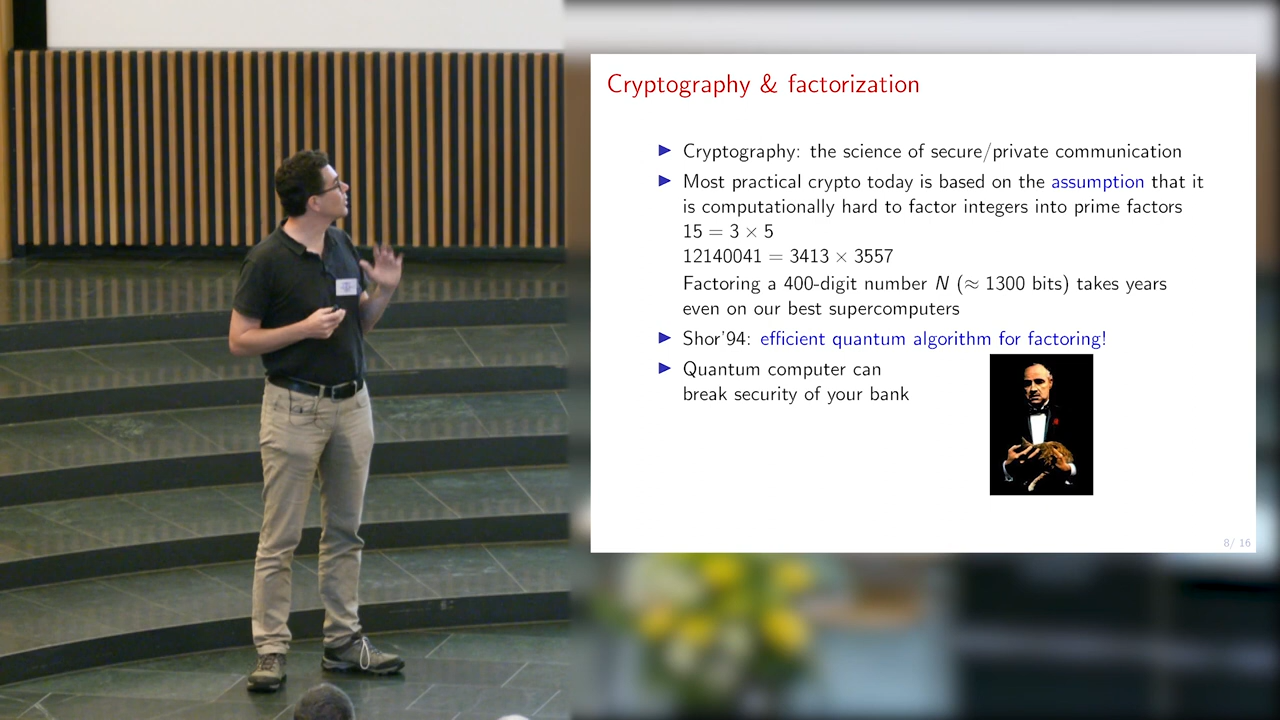 Cryptography & factorization
▶ Cryptography: the science of secure/private communication
▶ Most practical crypto today is based on the assumption that it
is computationally hard to factor integers into prime factors
15 = 3 × 5
12140041 = 3413 × 3557
Factoring a 400-digit number N (≈ 1300 bits) takes years
even on our best supercomputers
▶ Shor'94: efficient quantum algorithm for factoring!
▶ Quantum computer can
break security of your bank
8/ 16